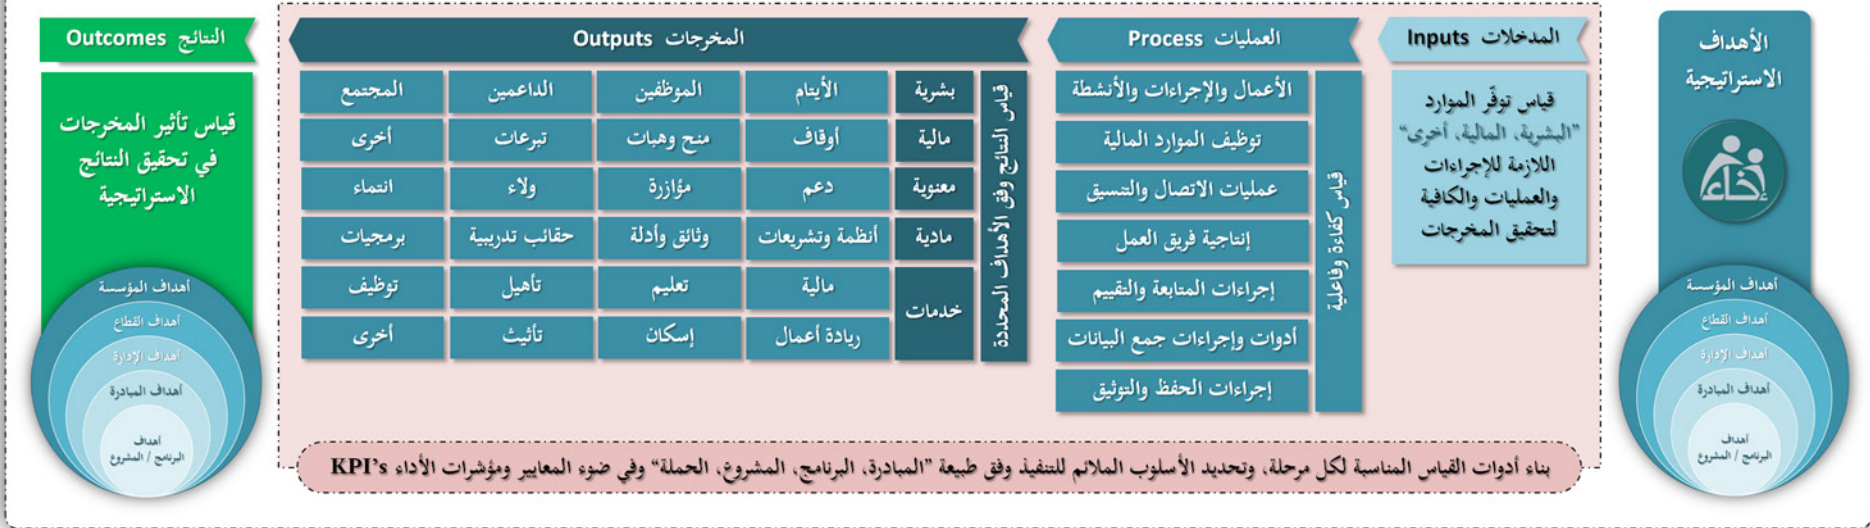 الأهداف
الاستراتيجية
إخاء
أهداف المؤسسة
أهداف القطاع
أهداف الإدارة
أهداف المبادرة
أهداف
البرنامج / المشروع
المدخلات Inputs
قياس توفّر الموارد
"البشرية، المالية، أخرى"
اللازمة للإجراءات
والعمليات والكافية
لتحقيق المخرجات
العمليات Process
قياس كفاءة وفاعلية
الأعمال والإجراءات والأنشطة
توظيف الموارد المالية
عمليات الاتصال والتنسيق
إنتاجية فريق العمل
إجراءات المتابعة والتقييم
أدوات وإجراءات جمع البيانات
إجراءات الحفظ والتوثيق
المخرجات Outputs
قياس النتائج وفق الأهداف المحددة
بشرية الأيتام الموظفين الداعمين المجتمع
مالية أوقاف منح وهبات تبرعات أخرى
معنوية دعم مؤازرة ولاء انتماء
مادية أنظمة وتشريعات وثائق وأدلة حقائب تدريبية برمجيات
خدمات
مالية تعليم تأهيل توظيف
ريادة أعمال إسكان تأثيث أخرى
النتائج Outcomes
قياس تأثير المخرجات
في تحقيق النتائج
الاستراتيجية
أهداف المؤسسة
أهداف القطاع
أهداف الإدارة
أهداف المبادرة
أهداف
البرنامج / المشروع
بناء أدوات القياس المناسبة لكل مرحلة، وتحديد الأسلوب الملائم للتنفيذ وفق طبيعة "المبادرة، البرنامج، المشروع، الحملة" وفي ضوء المعايير ومؤشرات الأداء KPI's